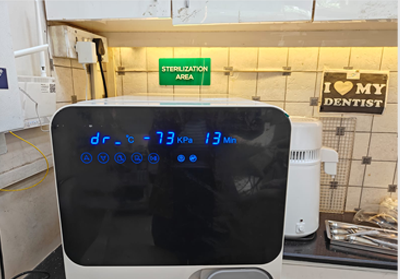 STERILIZATION
AREA
I ❤ MY
DENTIST
dr_ °C -73 KPa 13 Min